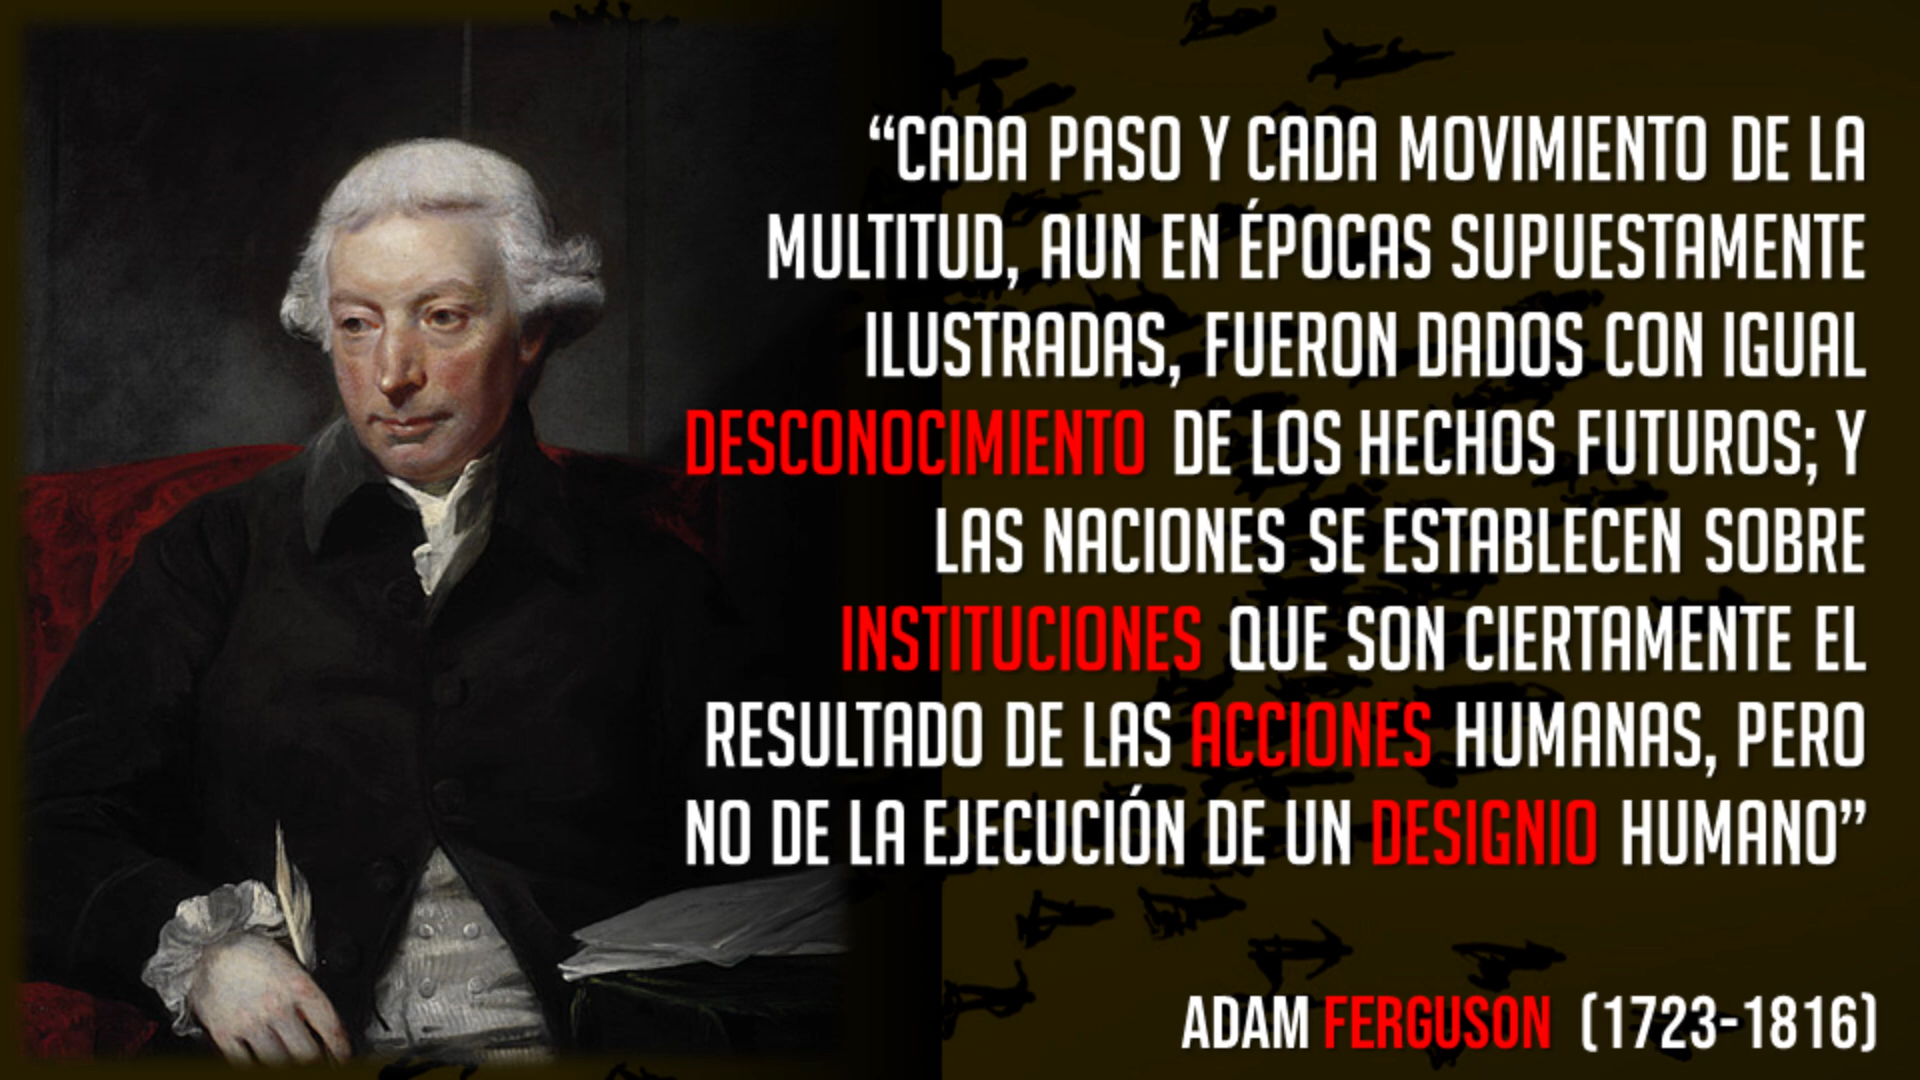 “CADA PASO Y CADA MOVIMIENTO DE LA
MULTITUD, AUN EN ÉPOCAS SUPUESTAMENTE
ILUSTRADAS, FUERON DADOS CON IGUAL
DESCONOCIMIENTO DE LOS HECHOS FUTUROS; Y
LAS NACIONES SE ESTABLECEN SOBRE
INSTITUCIONES QUE SON CIERTAMENTE EL
RESULTADO DE LAS ACCIONES HUMANAS, PERO
NO DE LA EJECUCIÓN DE UN DESIGNIO HUMANO”
ADAM FERGUSON (1723-1816)